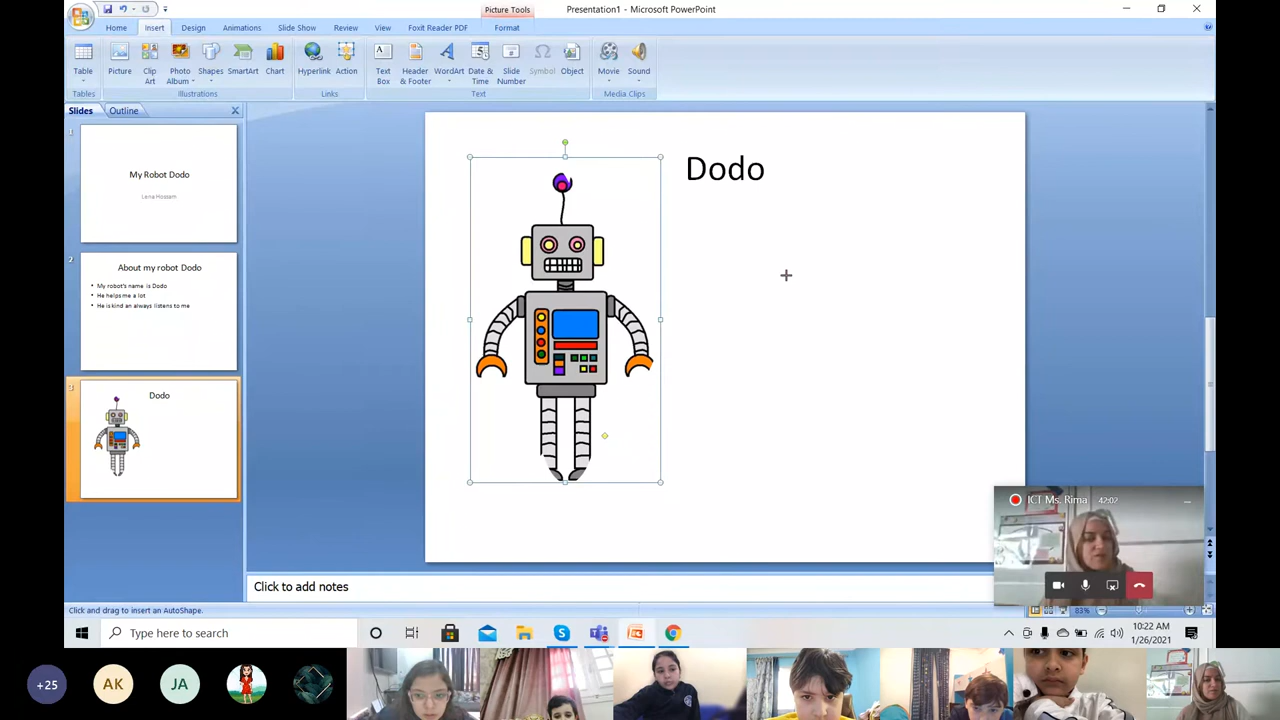 Picture Tools
Presentation1 - Microsoft PowerPoint
Home
Insert
Design
Animations
Slide Show
Review
View
Foxit Reader PDF
Format
Table
Picture
Clip Art
Photo Album
Shapes
SmartArt
Chart
Hyperlink
Action
Text Box
Header & Footer
WordArt
Date & Time
Slide Number
Symbol
Object
Movie
Sound
Tables
Illustrations
Links
Text
Media Clips
Slides
Outline
1
My Robot Dodo
2
About my robot Dodo
• My robot's name is Dodo
• He helps me a lot
• He is kind an always listens to me
3
Dodo
Dodo
ICT Ms. Rima
42:02
Click to add notes
Click and drag to insert an AutoShape.
83%
Type here to search
10:22 AM
1/26/2021
+25
AK
JA